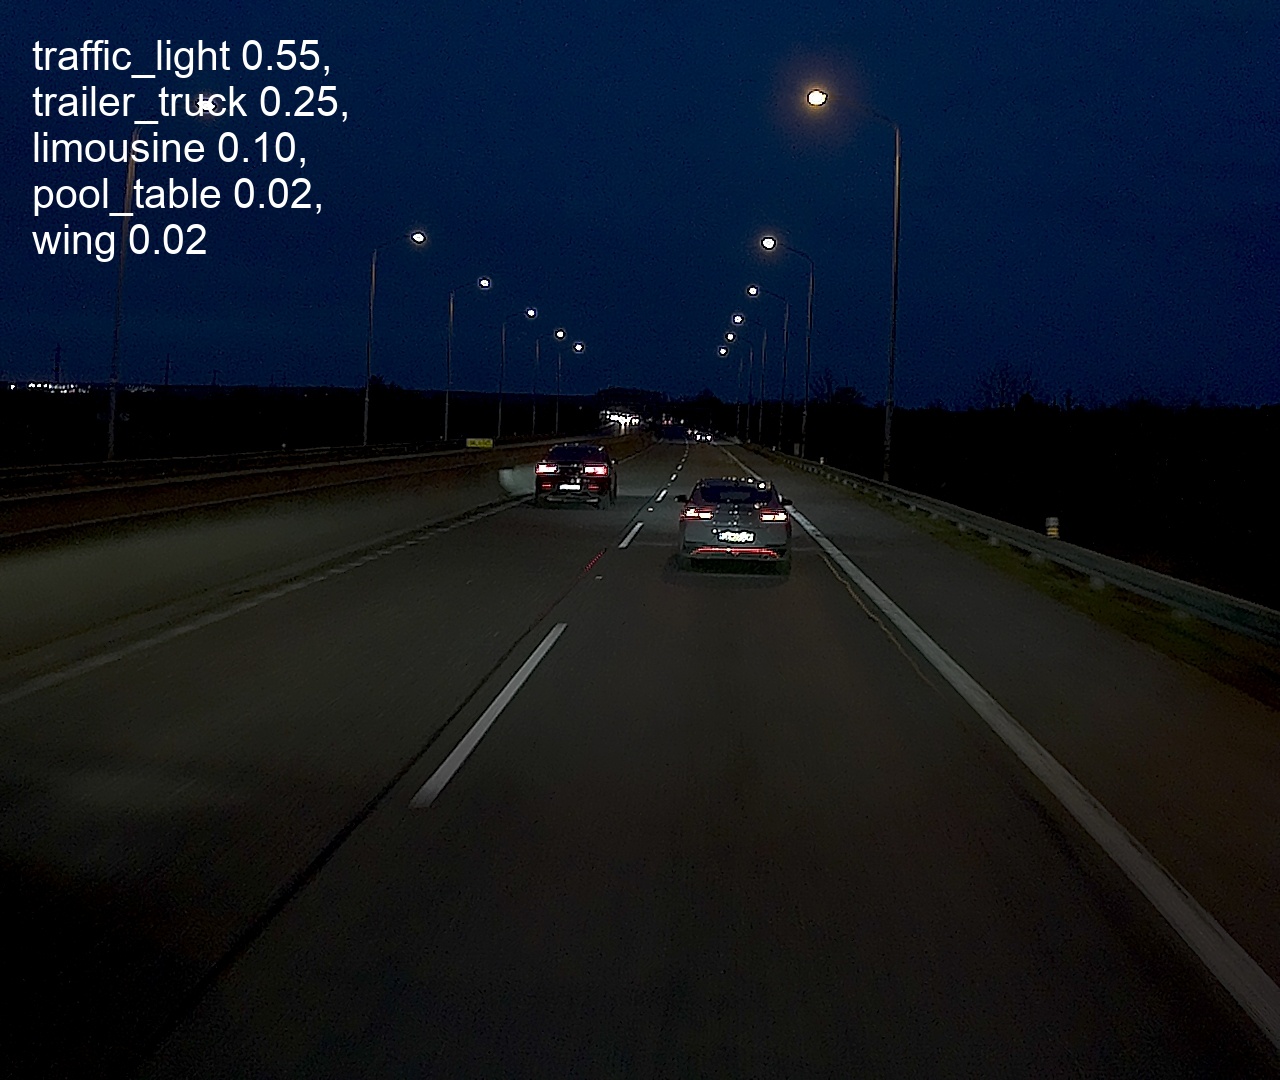 traffic_light 0.55,
trailer_truck 0.25,
limousine 0.10,
pool_table 0.02,
wing 0.02